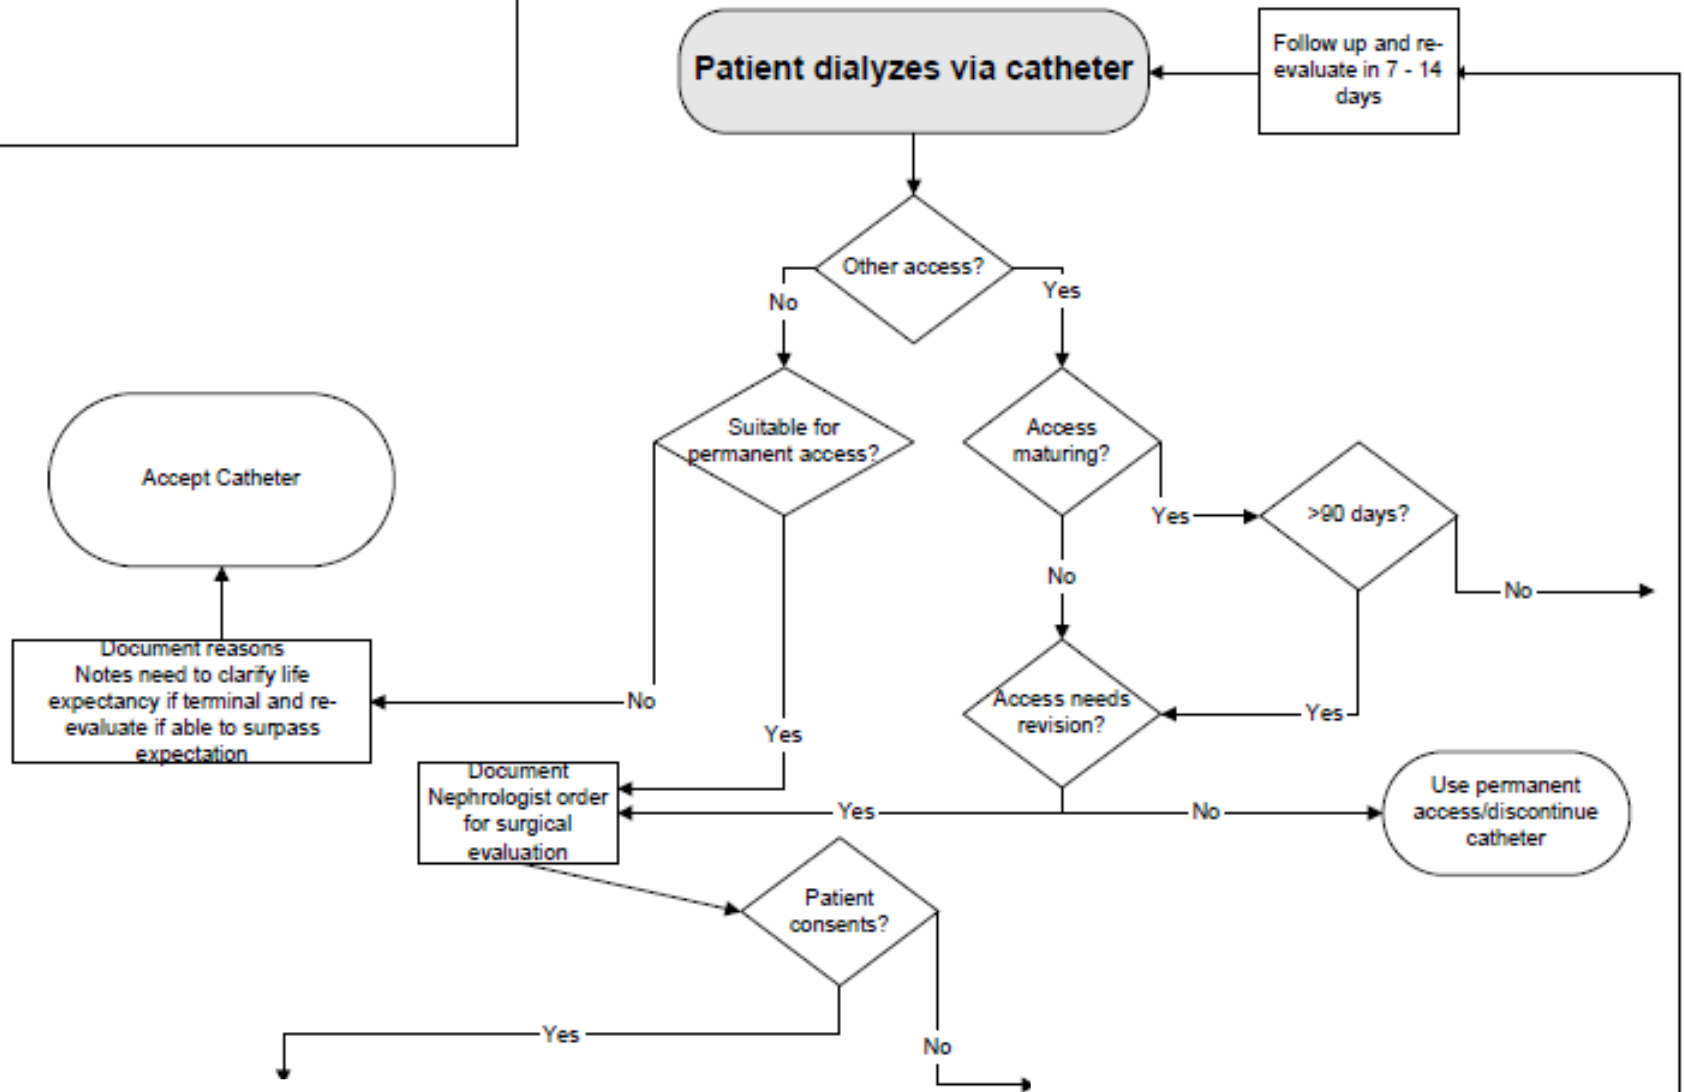 Patient dialyzes via catheter
Follow up and re-
evaluate in 7 - 14
days
Other access?
No
Yes
Suitable for
permanent access?
Access
maturing?
Accept Catheter
Yes
>90 days?
No
No
Document reasons
Notes need to clarify life
expectancy if terminal and re-
evaluate if able to surpass
expectation
No
Yes
Access needs
revision?
Yes
Document
Nephrologist order
for surgical
evaluation
Yes
No
Use permanent
access/discontinue
catheter
Patient
consents?
Yes
No